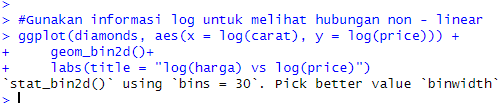 >
> #Gunakan informasi log untuk melihat hubungan non - linear
> ggplot(diamonds, aes(x = log(carat), y = log(price))) +
+     geom_bin2d()+
+     labs(title = "log(harga) vs log(price)")
`stat_bin2d()` using `bins = 30`. Pick better value `binwidth`
>